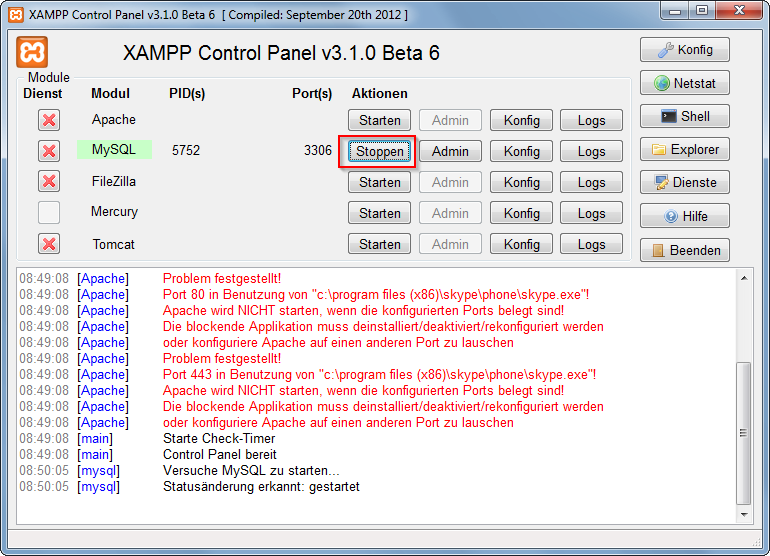 XAMPP Control Panel v3.1.0 Beta 6 [ Compiled: September 20th 2012 ]
XAMPP Control Panel v3.1.0 Beta 6
Konfig
Module
Dienst Modul PID(s) Port(s) Aktionen
Netstat
Apache Starten Admin Konfig Logs
Shell
MySQL 5752 3306 Stoppen Admin Konfig Logs
Explorer
FileZilla Starten Admin Konfig Logs
Dienste
Mercury Starten Admin Konfig Logs
Hilfe
Tomcat Starten Admin Konfig Logs
Beenden
08:49:08 [Apache] Problem festgestellt!
08:49:08 [Apache] Port 80 in Benutzung von "c:\program files (x86)\skype\phone\skype.exe"!
08:49:08 [Apache] Apache wird NICHT starten, wenn die konfigurierten Ports belegt sind!
08:49:08 [Apache] Die blockende Applikation muss deinstalliert/deaktiviert/rekonfiguriert werden
08:49:08 [Apache] oder konfiguriere Apache auf einen anderen Port zu lauschen
08:49:08 [Apache] Problem festgestellt!
08:49:08 [Apache] Port 443 in Benutzung von "c:\program files (x86)\skype\phone\skype.exe"!
08:49:08 [Apache] Apache wird NICHT starten, wenn die konfigurierten Ports belegt sind!
08:49:08 [Apache] Die blockende Applikation muss deinstalliert/deaktiviert/rekonfiguriert werden
08:49:08 [Apache] oder konfiguriere Apache auf einen anderen Port zu lauschen
08:49:08 [main] Starte Check-Timer
08:49:08 [main] Control Panel bereit
08:50:05 [mysql] Versuche MySQL zu starten...
08:50:05 [mysql] Statusänderung erkannt: gestartet